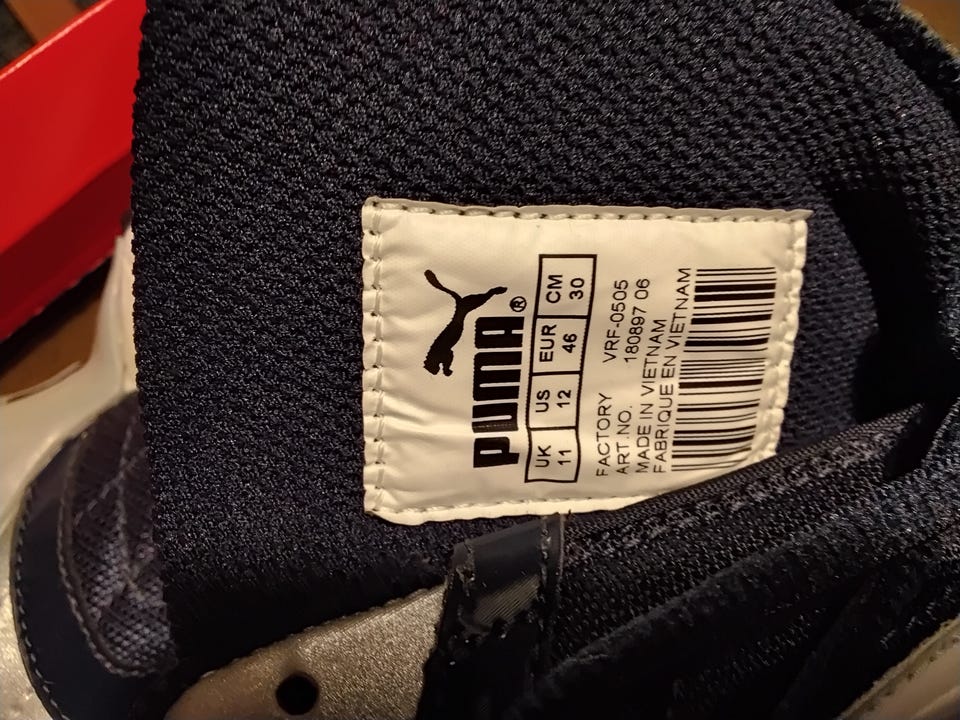 PUMA®
UK US EUR CM
11 12 46 30
FACTORY VRF-0505
ART.NO. 180897 06
MADE IN VIETNAM
FABRIQUE EN VIETNAM